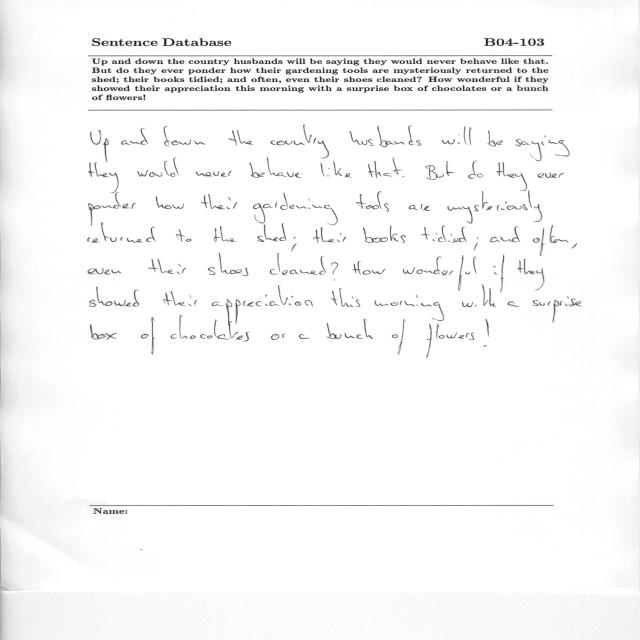 Sentence Database B04-103
Up and down the country husbands will be saying they would never behave like that.
But do they ever ponder how their gardening tools are mysteriously returned to the
shed; their books tidied; and often, even their shoes cleaned? How wonderful if they
showed their appreciation this morning with a surprise box of chocolates or a bunch
of flowers!
Up and down the country husbands will be saying
they would never behave like that. But do they ever
ponder how their gardening tools are mysteriously
returned to the shed; their books tidied; and often,
even their shoes cleaned? How wonderful if they
showed their appreciation this morning with a surprise
box of chocolates or a bunch of flowers!
Name: